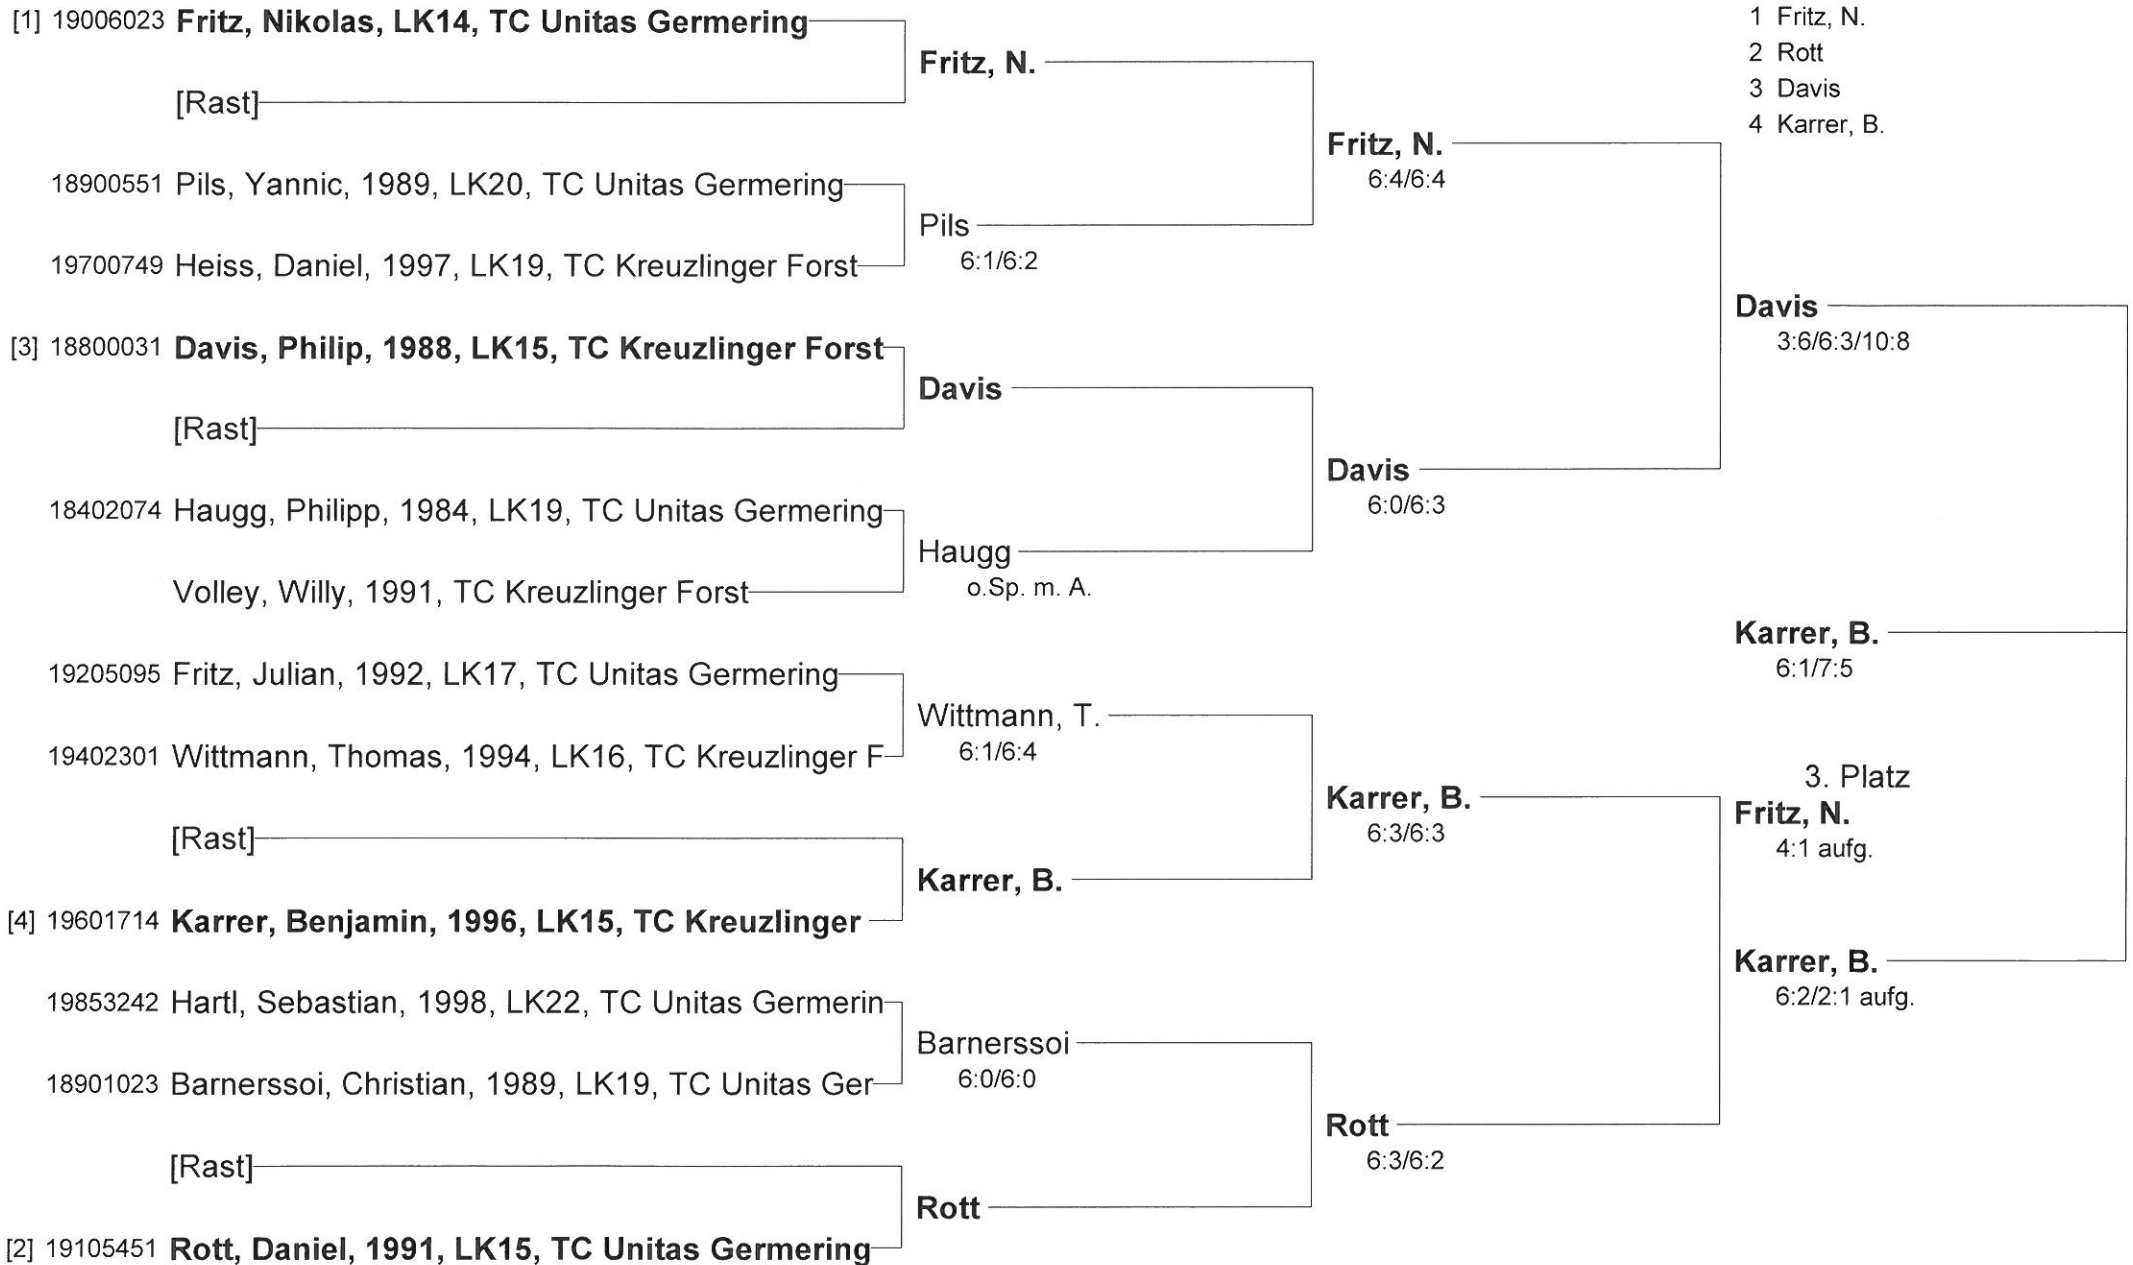 [1] 19006023 Fritz, Nikolas, LK14, TC Unitas Germering
[Rast]
18900551 Pils, Yannic, 1989, LK20, TC Unitas Germering
19700749 Heiss, Daniel, 1997, LK19, TC Kreuzlinger Forst
[3] 18800031 Davis, Philip, 1988, LK15, TC Kreuzlinger Forst
[Rast]
18402074 Haugg, Philipp, 1984, LK19, TC Unitas Germering
Volley, Willy, 1991, TC Kreuzlinger Forst
19205095 Fritz, Julian, 1992, LK17, TC Unitas Germering
19402301 Wittmann, Thomas, 1994, LK16, TC Kreuzlinger F
[Rast]
[4] 19601714 Karrer, Benjamin, 1996, LK15, TC Kreuzlinger
19853242 Hartl, Sebastian, 1998, LK22, TC Unitas Germerin
18901023 Barnerssoi, Christian, 1989, LK19, TC Unitas Ger
[Rast]
[2] 19105451 Rott, Daniel, 1991, LK15, TC Unitas Germering
Fritz, N.
Pils
6:1/6:2
Davis
Haugg
o.Sp. m. A.
Wittmann, T.
6:1/6:4
Karrer, B.
Barnerssoi
6:0/6:0
Rott
Fritz, N.
6:4/6:4
Davis
6:0/6:3
Karrer, B.
6:3/6:3
Rott
6:3/6:2
1 Fritz, N.
2 Rott
3 Davis
4 Karrer, B.
Davis
3:6/6:3/10:8
Karrer, B.
6:1/7:5
3. Platz
Fritz, N.
4:1 aufg.
Karrer, B.
6:2/2:1 aufg.